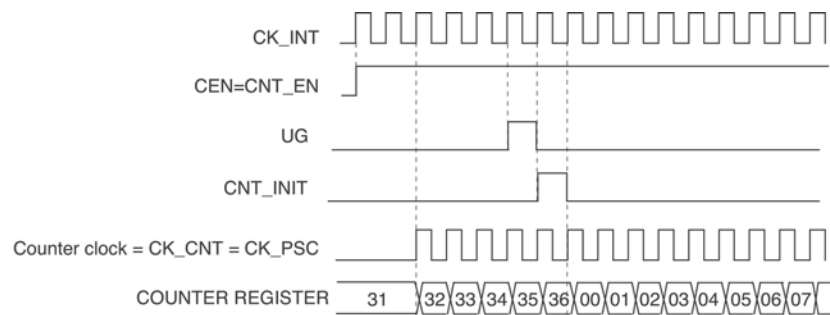 CK_INT
CEN=CNT_EN
UG
CNT_INIT
Counter clock = CK_CNT = CK_PSC
COUNTER REGISTER 31 32 33 34 35 36 00 01 02 03 04 05 06 07